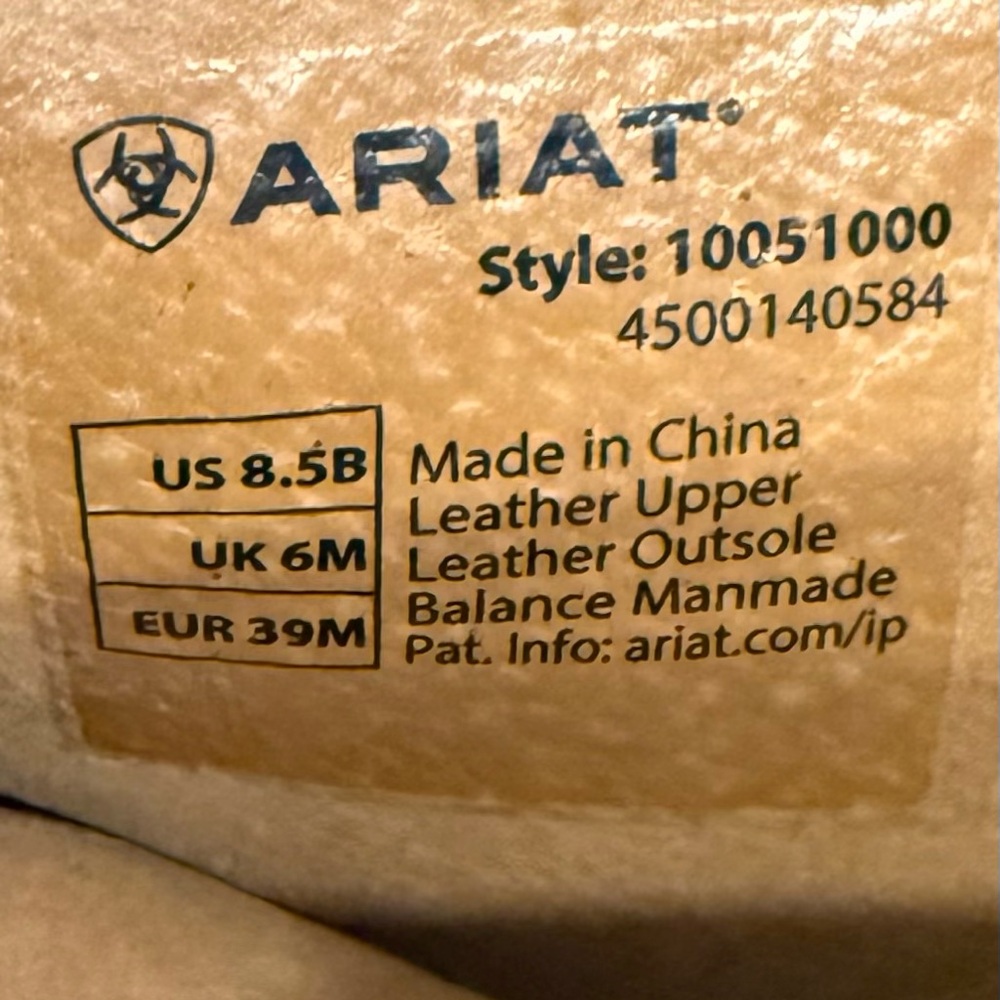 ARIAT®
Style: 10051000
4500140584
US 8.5B
UK 6M
EUR 39M
Made in China
Leather Upper
Leather Outsole
Balance Manmade
Pat. Info: ariat.com/ip